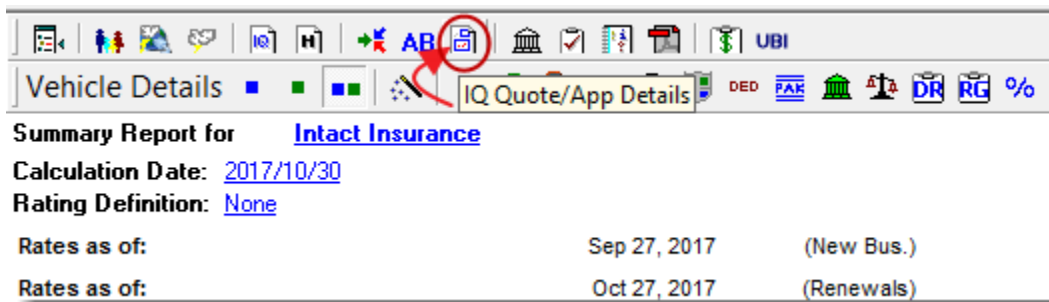 IQ H AB UBI
Vehicle Details IQ Quote/App Details DED PAK DR RG %
Summary Report for Intact Insurance
Calculation Date: 2017/10/30
Rating Definition: None
Rates as of: Sep 27, 2017 (New Bus.)
Rates as of: Oct 27, 2017 (Renewals)